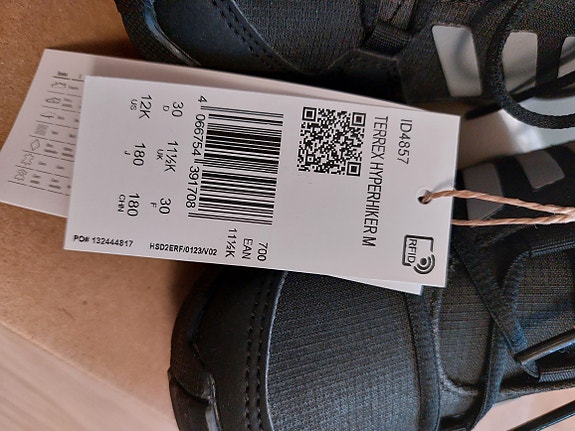 ID4857
TERREX HYPERHIKER M
RFID
4 066754 391708
700
EAN
11½K
30
D
11½K
UK
30
F
12K
US
180
J
180
CHN
PO# 132444817
HSD2ERF/0123/V02